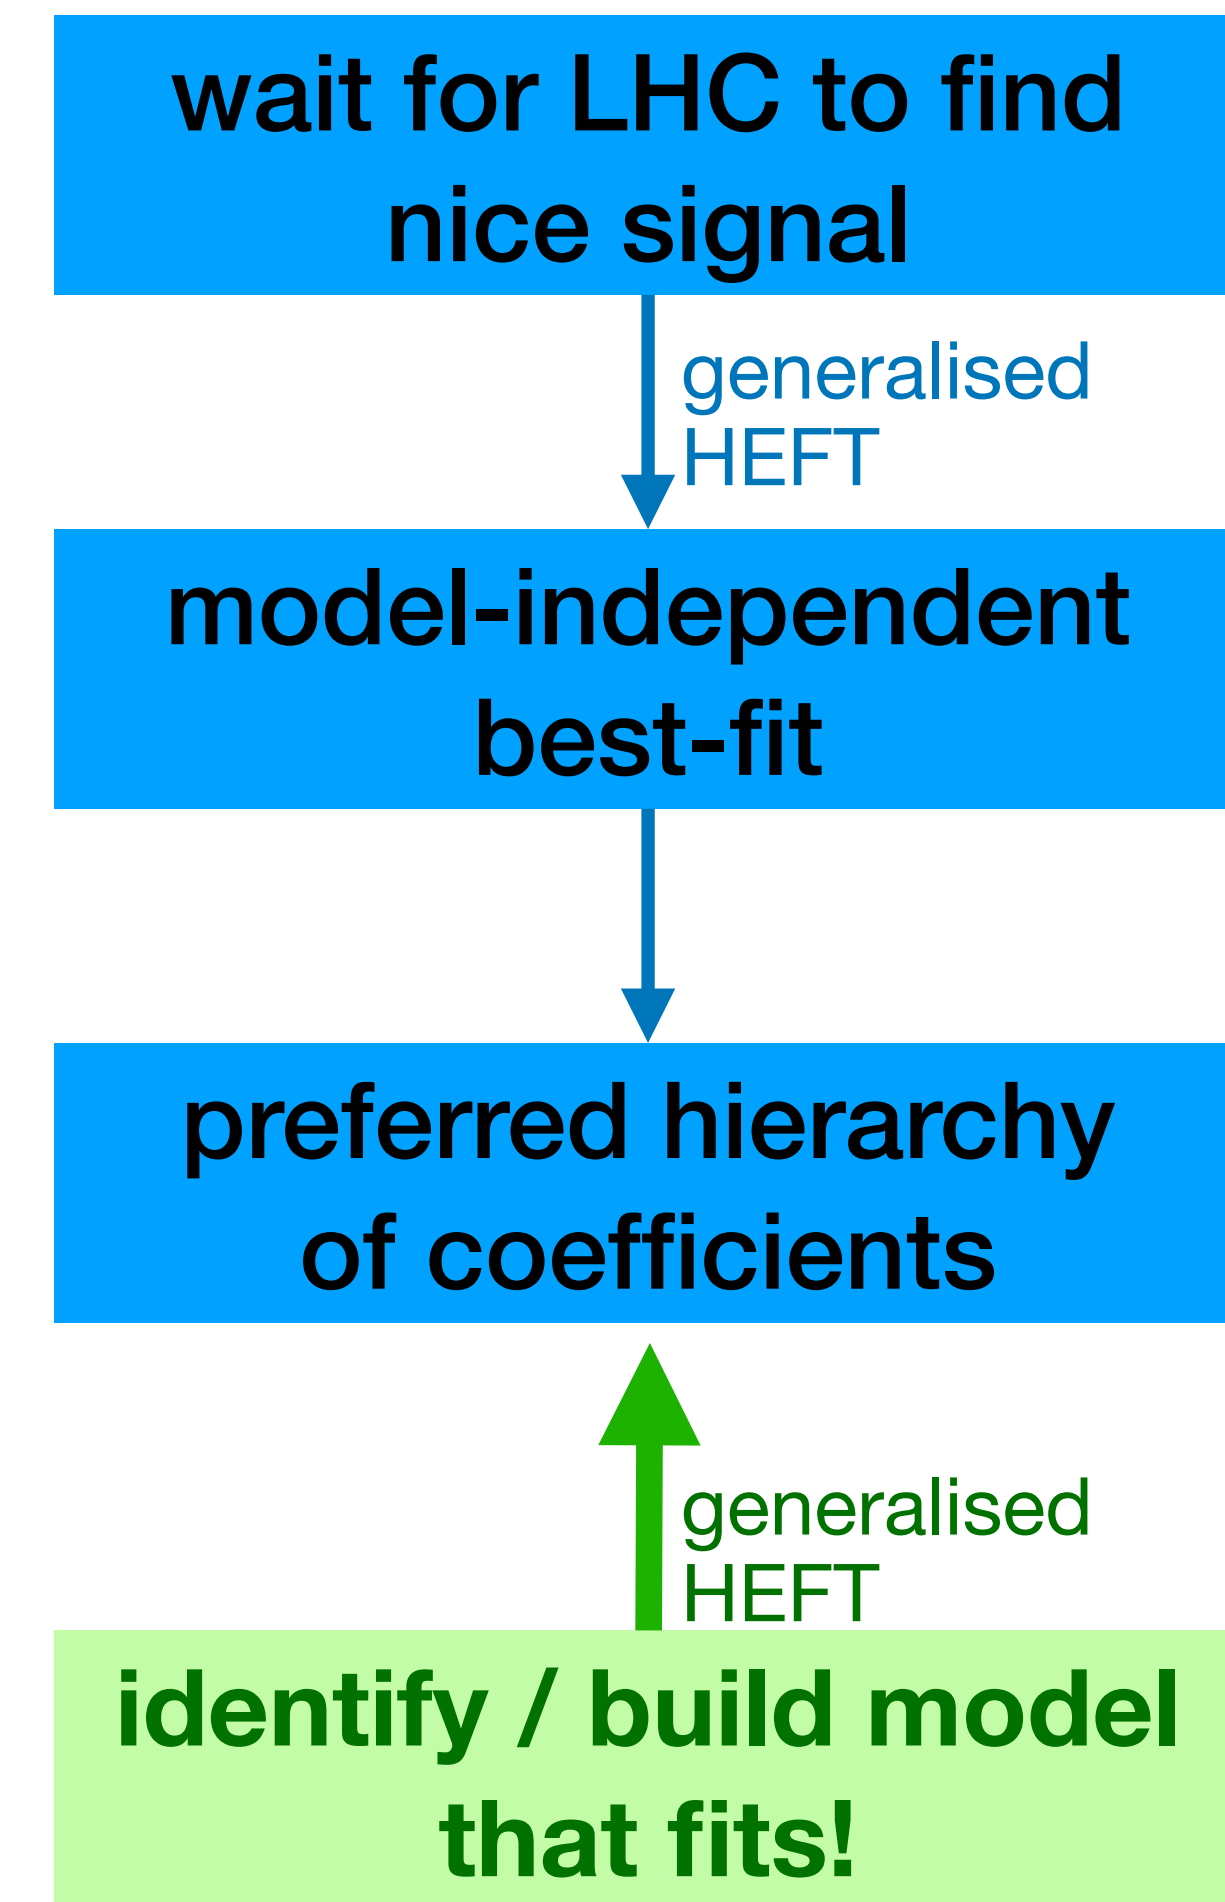 wait for LHC to find
nice signal
generalised
HEFT
model-independent
best-fit
preferred hierarchy
of coefficients
generalised
HEFT
identify / build model
that fits!